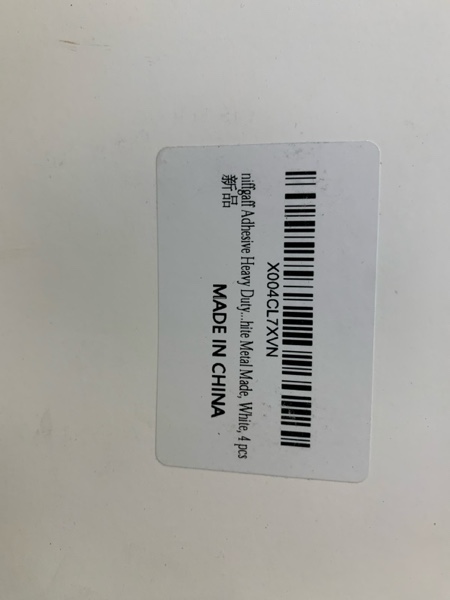 X004CL7XVN
niffgaff Adhesive Heavy Duty...hite Metal Made, White, 4 pcs
新品
MADE IN CHINA